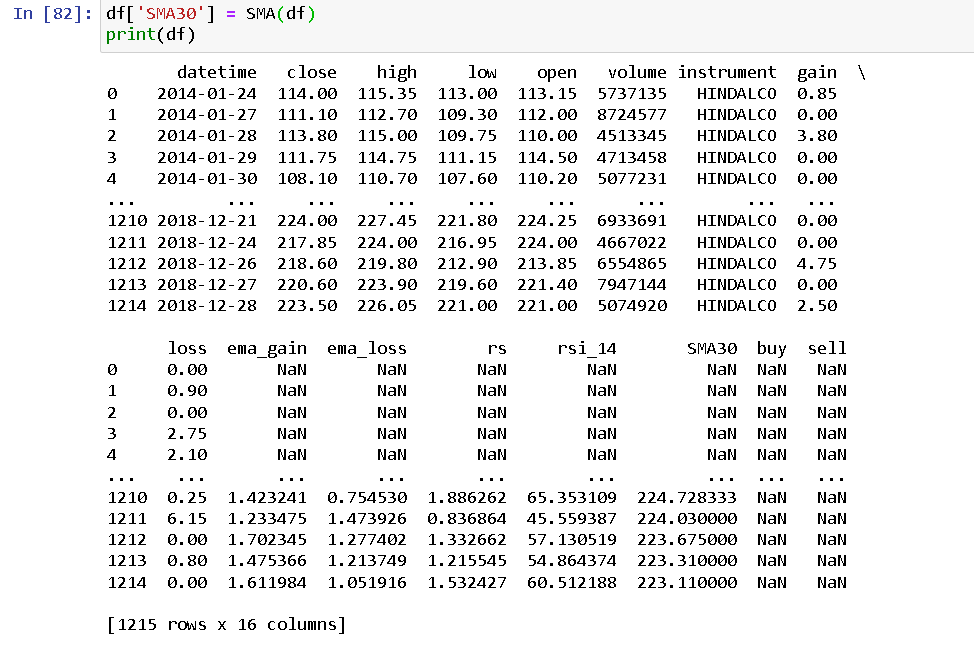 In [82]: df['SMA30'] = SMA(df)
print(df)
datetime close high low open volume instrument gain \
0 2014-01-24 114.00 115.35 113.00 113.15 5737135 HINDALCO 0.85
1 2014-01-27 111.10 112.70 109.30 112.00 8724577 HINDALCO 0.00
2 2014-01-28 113.80 115.00 109.75 110.00 4513345 HINDALCO 3.80
3 2014-01-29 111.75 114.75 111.15 114.50 4713458 HINDALCO 0.00
4 2014-01-30 108.10 110.70 107.60 110.20 5077231 HINDALCO 0.00
... ... ... ... ... ... ... ... ...
1210 2018-12-21 224.00 227.45 221.80 224.25 6933691 HINDALCO 0.00
1211 2018-12-24 217.85 224.00 216.95 224.00 4667022 HINDALCO 0.00
1212 2018-12-26 218.60 219.80 212.90 213.85 6554865 HINDALCO 4.75
1213 2018-12-27 220.60 223.90 219.60 221.40 7947144 HINDALCO 0.00
1214 2018-12-28 223.50 226.05 221.00 221.00 5074920 HINDALCO 2.50
loss ema_gain ema_loss rs rsi_14 SMA30 buy sell
0 0.00 NaN NaN NaN NaN NaN NaN NaN
1 0.90 NaN NaN NaN NaN NaN NaN NaN
2 0.00 NaN NaN NaN NaN NaN NaN NaN
3 2.75 NaN NaN NaN NaN NaN NaN NaN
4 2.10 NaN NaN NaN NaN NaN NaN NaN
... ... ... ... ... ... ... ... ...
1210 0.25 1.423241 0.754530 1.886262 65.353109 224.728333 NaN NaN
1211 6.15 1.233475 1.473926 0.836864 45.559387 224.030000 NaN NaN
1212 0.00 1.702345 1.277402 1.332662 57.130519 223.675000 NaN NaN
1213 0.80 1.475366 1.213749 1.215545 54.864374 223.310000 NaN NaN
1214 0.00 1.611984 1.051916 1.532427 60.512188 223.110000 NaN NaN
[1215 rows x 16 columns]